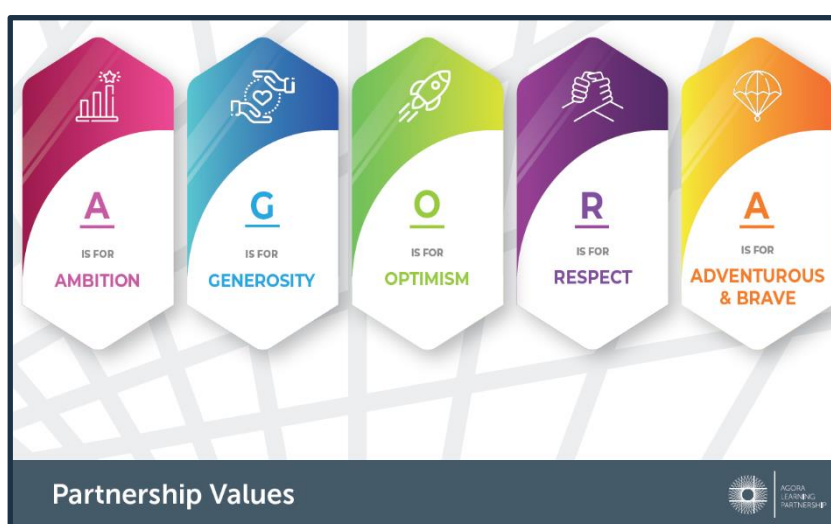 A
IS FOR
AMBITION
G
IS FOR
GENEROSITY
O
IS FOR
OPTIMISM
R
IS FOR
RESPECT
A
IS FOR
ADVENTUROUS
& BRAVE
Partnership Values
AGORA
LEARNING
PARTNERSHIP